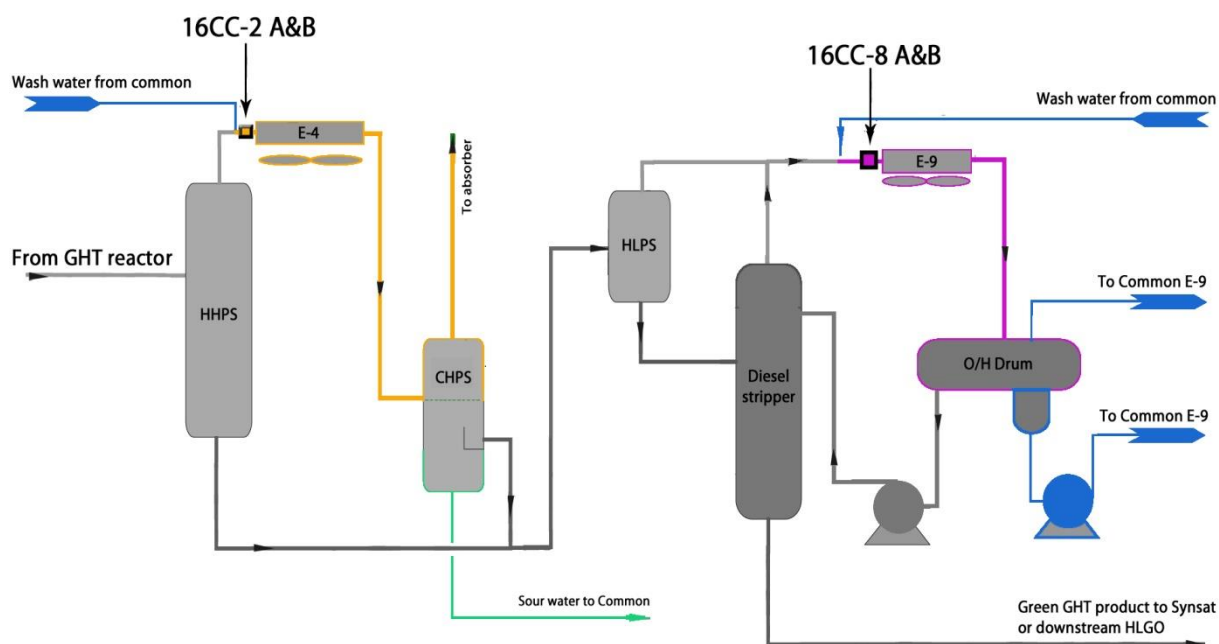 16CC-2 A&B
Wash water from common
E-4
To absorber
From GHT reactor
HHPS
CHPS
Sour water to Common
16CC-8 A&B
Wash water from common
E-9
HLPS
To Common E-9
O/H Drum
Diesel
stripper
To Common E-9
Green GHT product to Synsat
or downstream HLGO